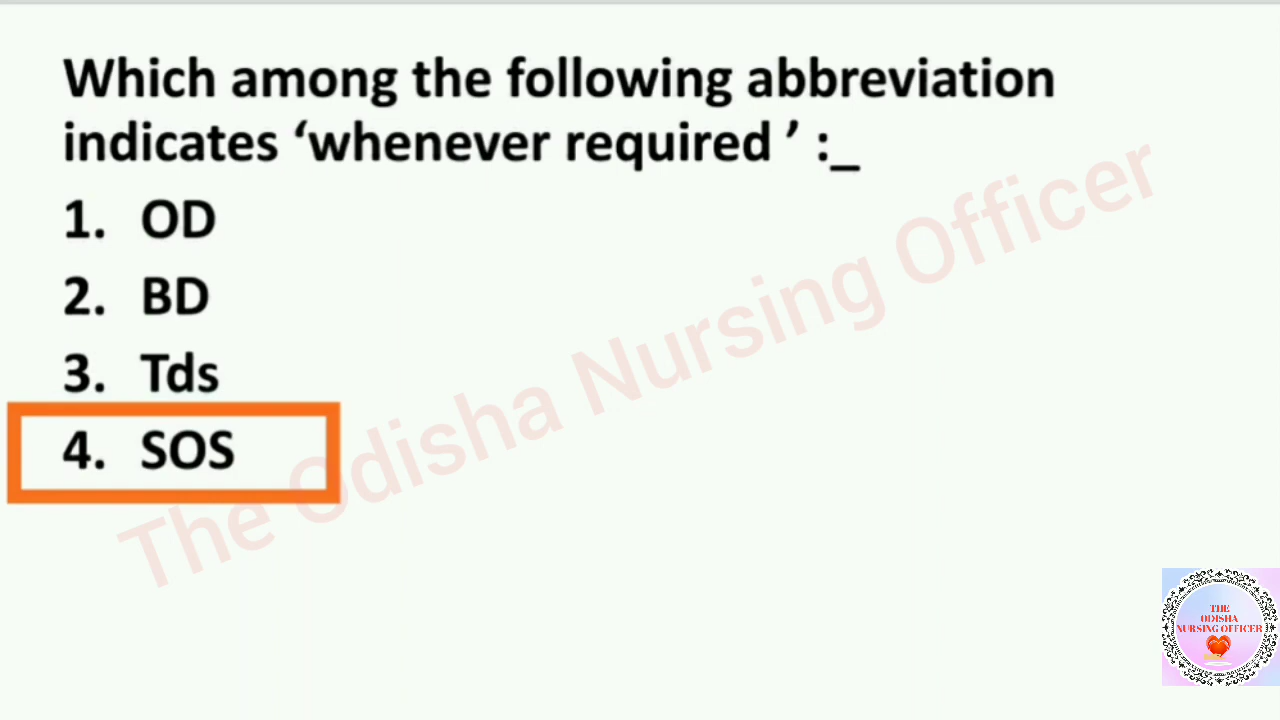 Which among the following abbreviation
indicates ‘whenever required ’ :_
1. OD
2. BD
3. Tds
4. SOS
The Odisha Nursing Officer
THE
ODISHA
NURSING OFFICER